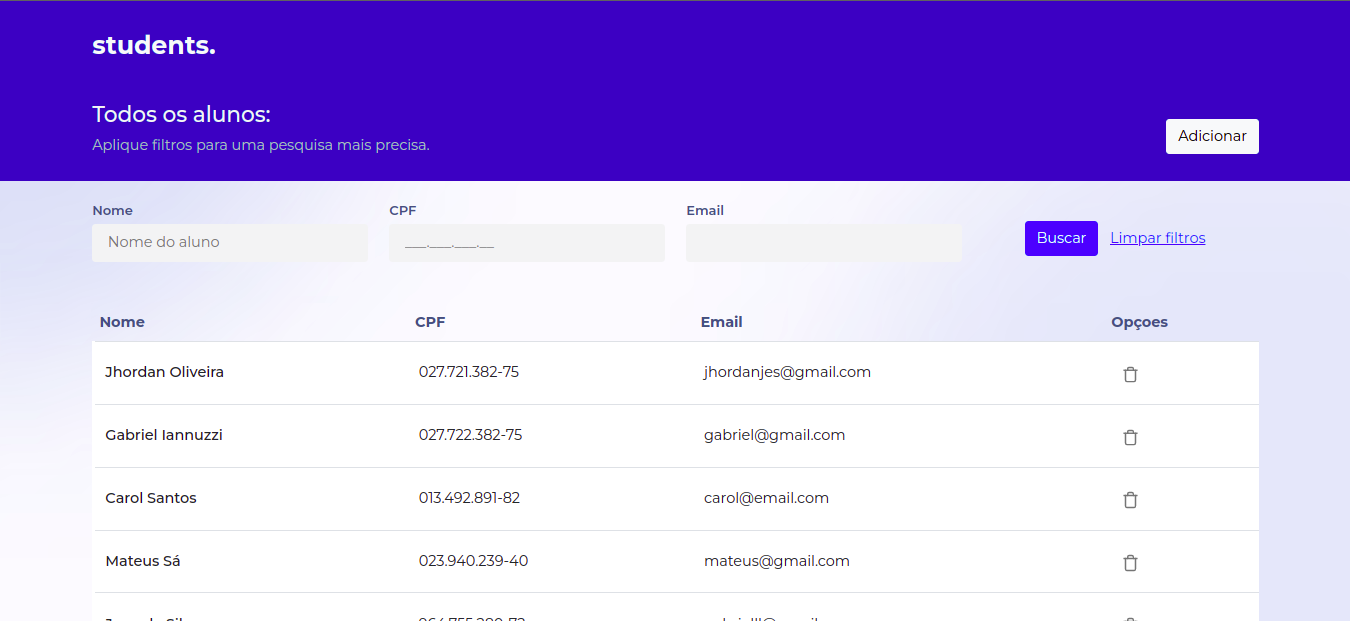 students.
Todos os alunos:
Aplique filtros para uma pesquisa mais precisa.
Adicionar
Nome CPF Email
Nome do aluno ___.___.___.__ Buscar Limpar filtros
Nome CPF Email Opçoes
Jhordan Oliveira 027.721.382-75 jhordanjes@gmail.com
Gabriel Iannuzzi 027.722.382-75 gabriel@gmail.com
Carol Santos 013.492.891-82 carol@email.com
Mateus Sá 023.940.239-40 mateus@gmail.com